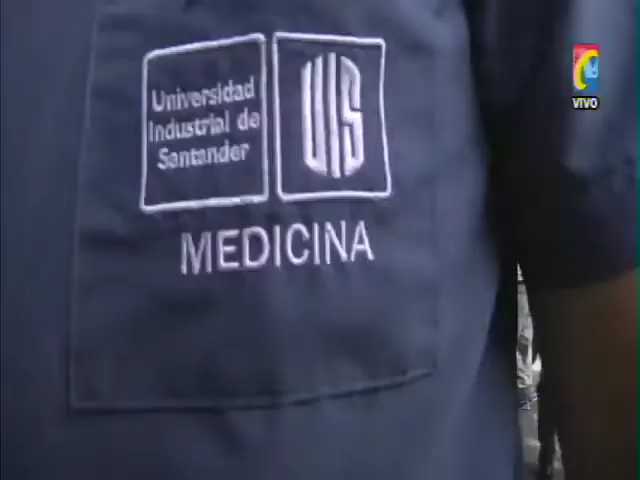 Universidad
Industrial de
Santander
UIS
MEDICINA
VIVO